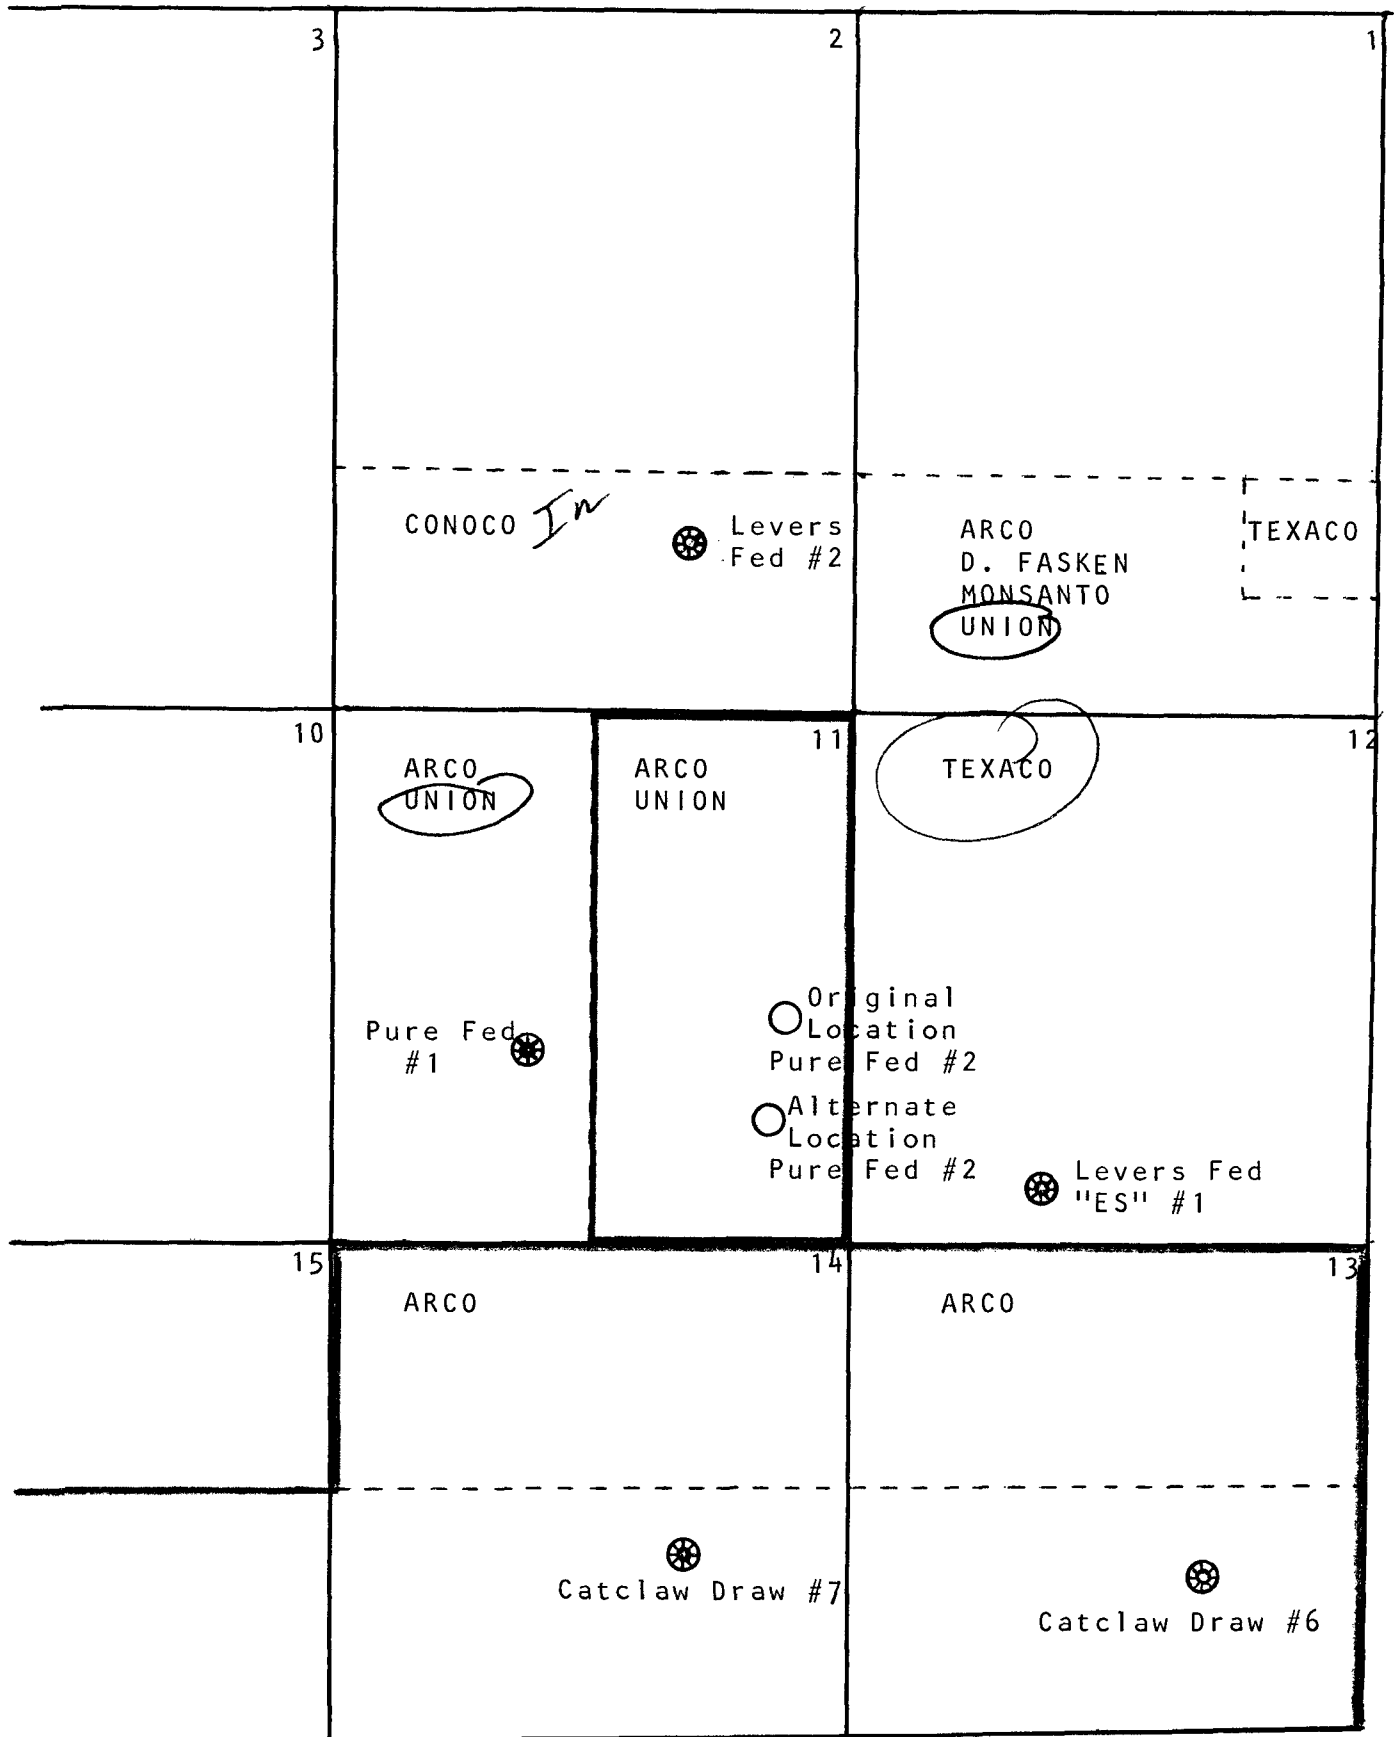 3
2
1
CONOCO In
Levers
Fed #2
ARCO
D. FASKEN
MONSANTO
UNION
TEXACO
10
11
12
ARCO
UNION
ARCO
UNION
TEXACO
Pure Fed
#1
Original
Location
Pure Fed #2
Alternate
Location
Pure Fed #2
Levers Fed
"ES" #1
15
14
13
ARCO
ARCO
Catclaw Draw #7
Catclaw Draw #6